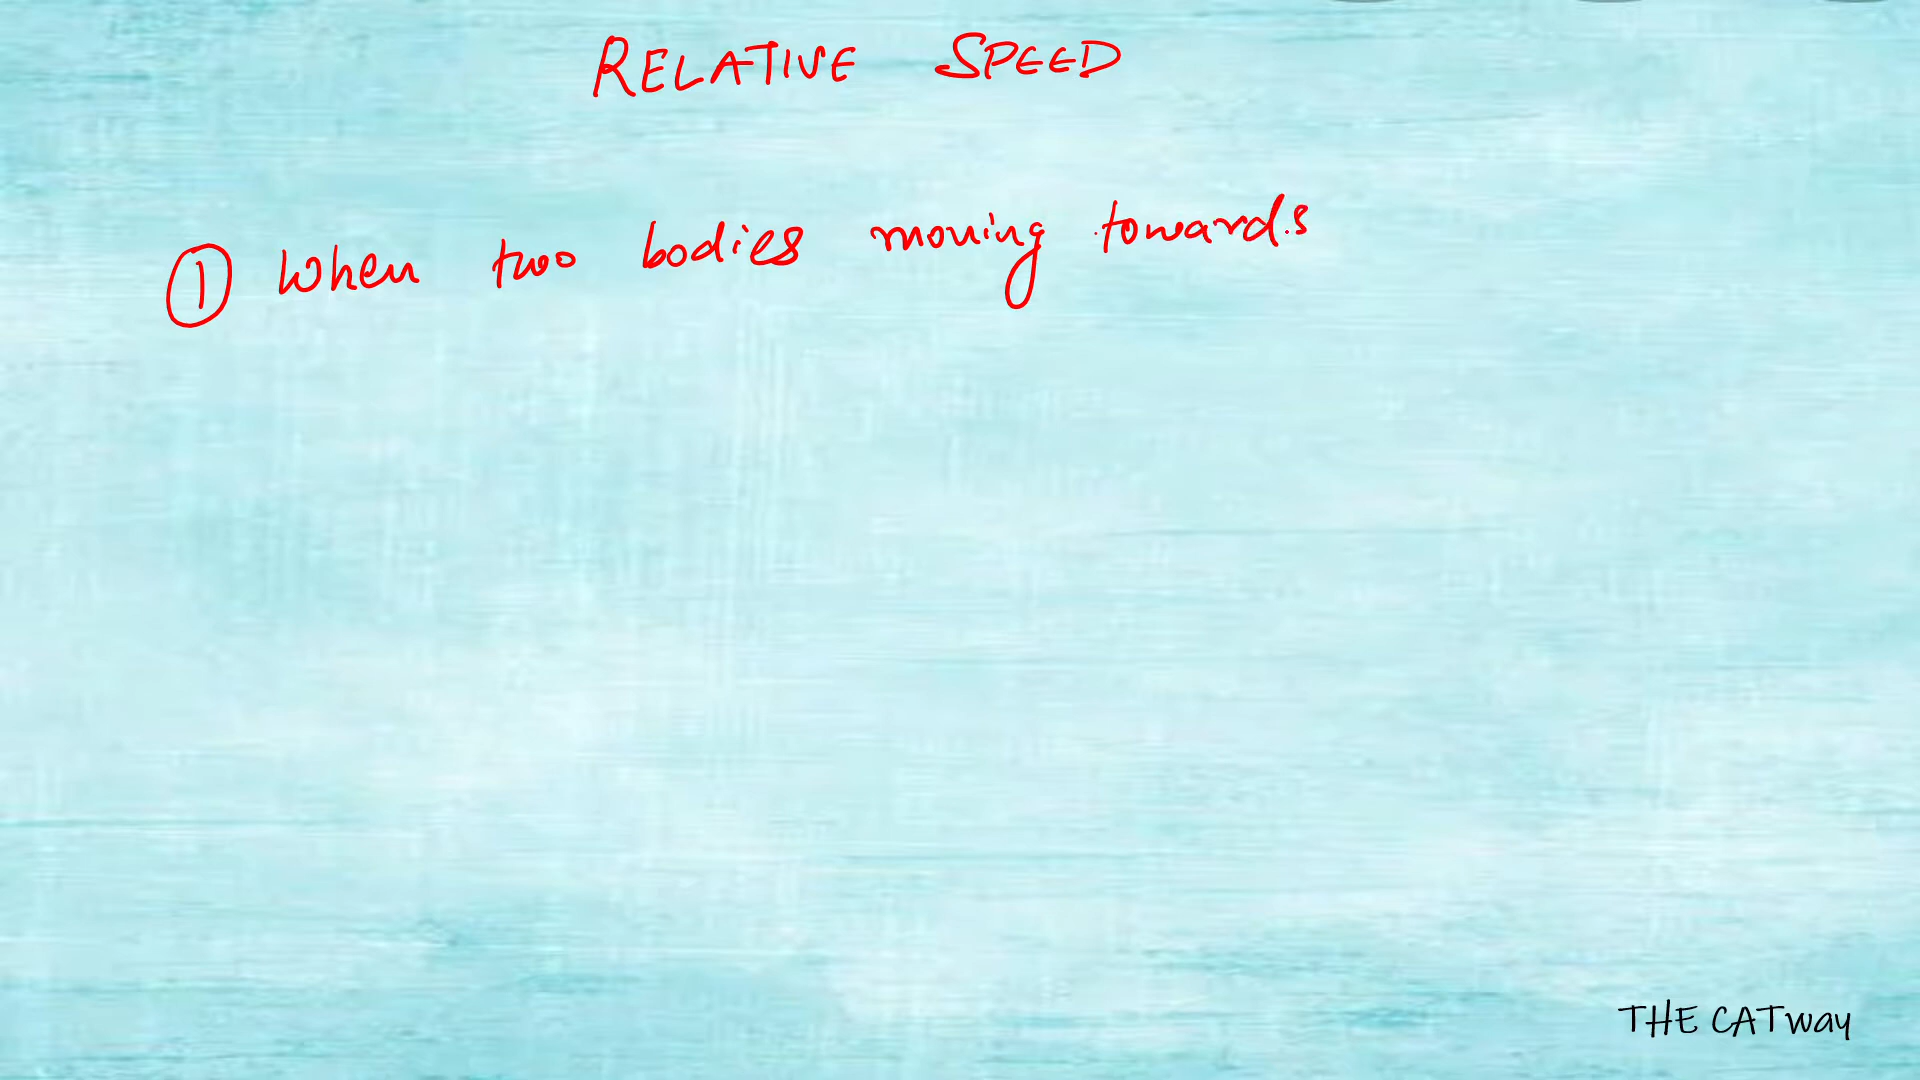 RELATIVE SPEED
① When two bodies moving towards
THE CATway